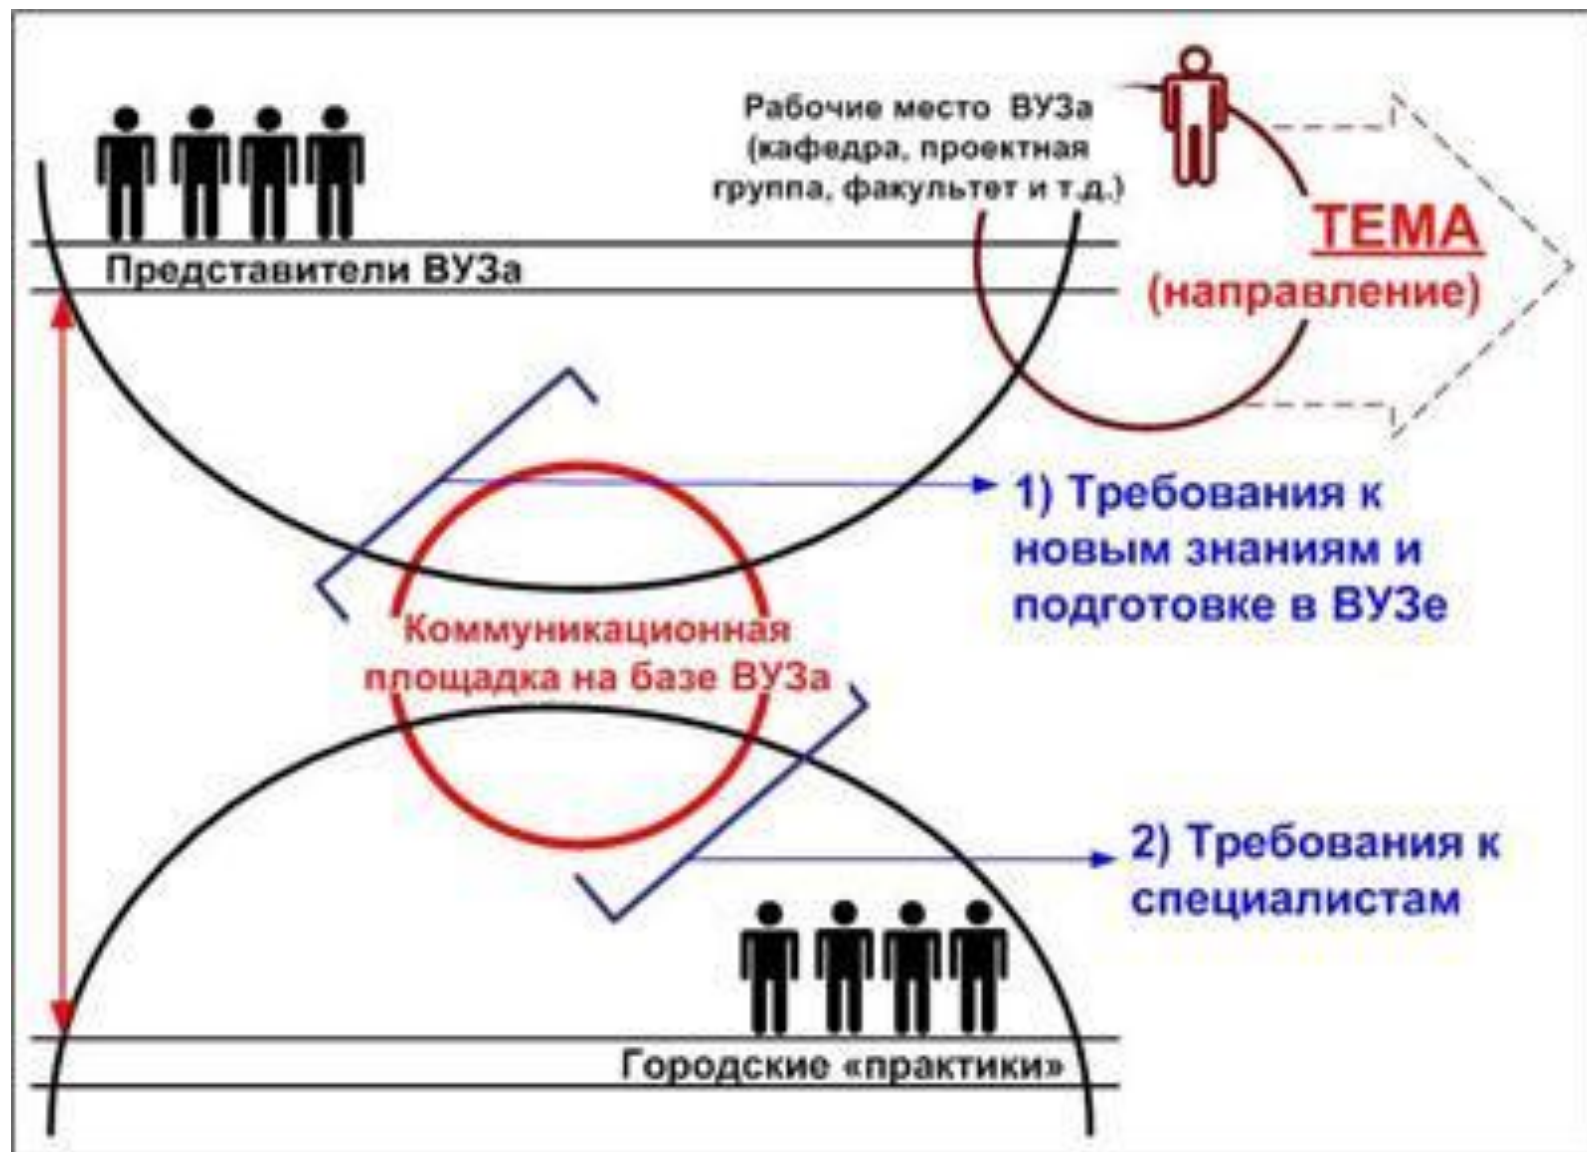 Рабочие место ВУЗа
(кафедра, проектная
группа, факультет и т.д.)
ТЕМА
(направление)
Представители ВУЗа
1) Требования к
новым знаниям и
подготовке в ВУЗе
Коммуникационная
площадка на базе ВУЗа
2) Требования к
специалистам
Городские «практики»